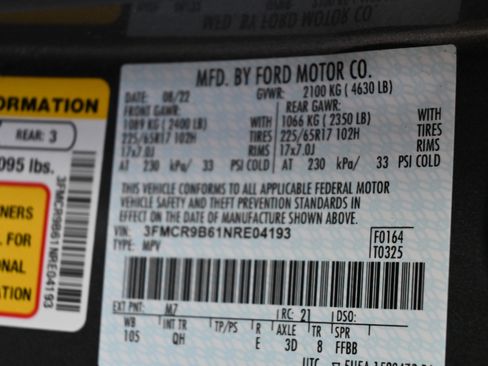 MFD. BY FORD MOTOR CO.
DATE: 08/22 GVWR: 2100 KG ( 4630 LB)
FRONT GAWR: REAR GAWR:
1089 KG ( 2400 LB) WITH 1066 KG ( 2350 LB) WITH
225/65R17 102H TIRES 225/65R17 102H TIRES
17x7.0J RIMS 17x7.0J RIMS
AT 230 kPa/ 33 PSI COLD AT 230 kPa/ 33 PSI COLD
THIS VEHICLE CONFORMS TO ALL APPLICABLE FEDERAL MOTOR
VEHICLE SAFETY AND THEFT PREVENTION STANDARDS IN
EFFECT ON THE DATE OF MANUFACTURE SHOWN ABOVE.
VIN: 3FMCR9B61NRE04193
TYPE: MPV
F0164
T0325
EXT PNT: M7 RC: 21 DSO:
WB INT TR TP/PS R AXLE TR SPR
105 QH E 3D 8 FFBB
UTC
ORMATION
REAR: 3
095 lbs.
3FMCR9B61NRE04193
NERS
L FOR
ONAL
ATION